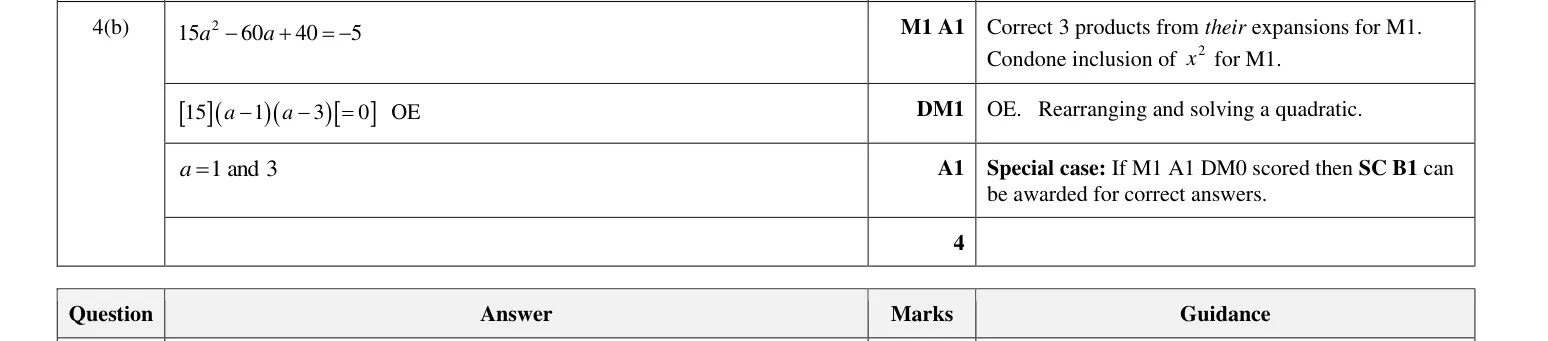 4(b) 15a² − 60a + 40 = −5 M1 A1 Correct 3 products from their expansions for M1.
Condone inclusion of x² for M1.
[15](a − 1)(a − 3)[= 0] OE DM1 OE. Rearranging and solving a quadratic.
a = 1 and 3 A1 Special case: If M1 A1 DM0 scored then SC B1 can
be awarded for correct answers.
4
Question Answer Marks Guidance